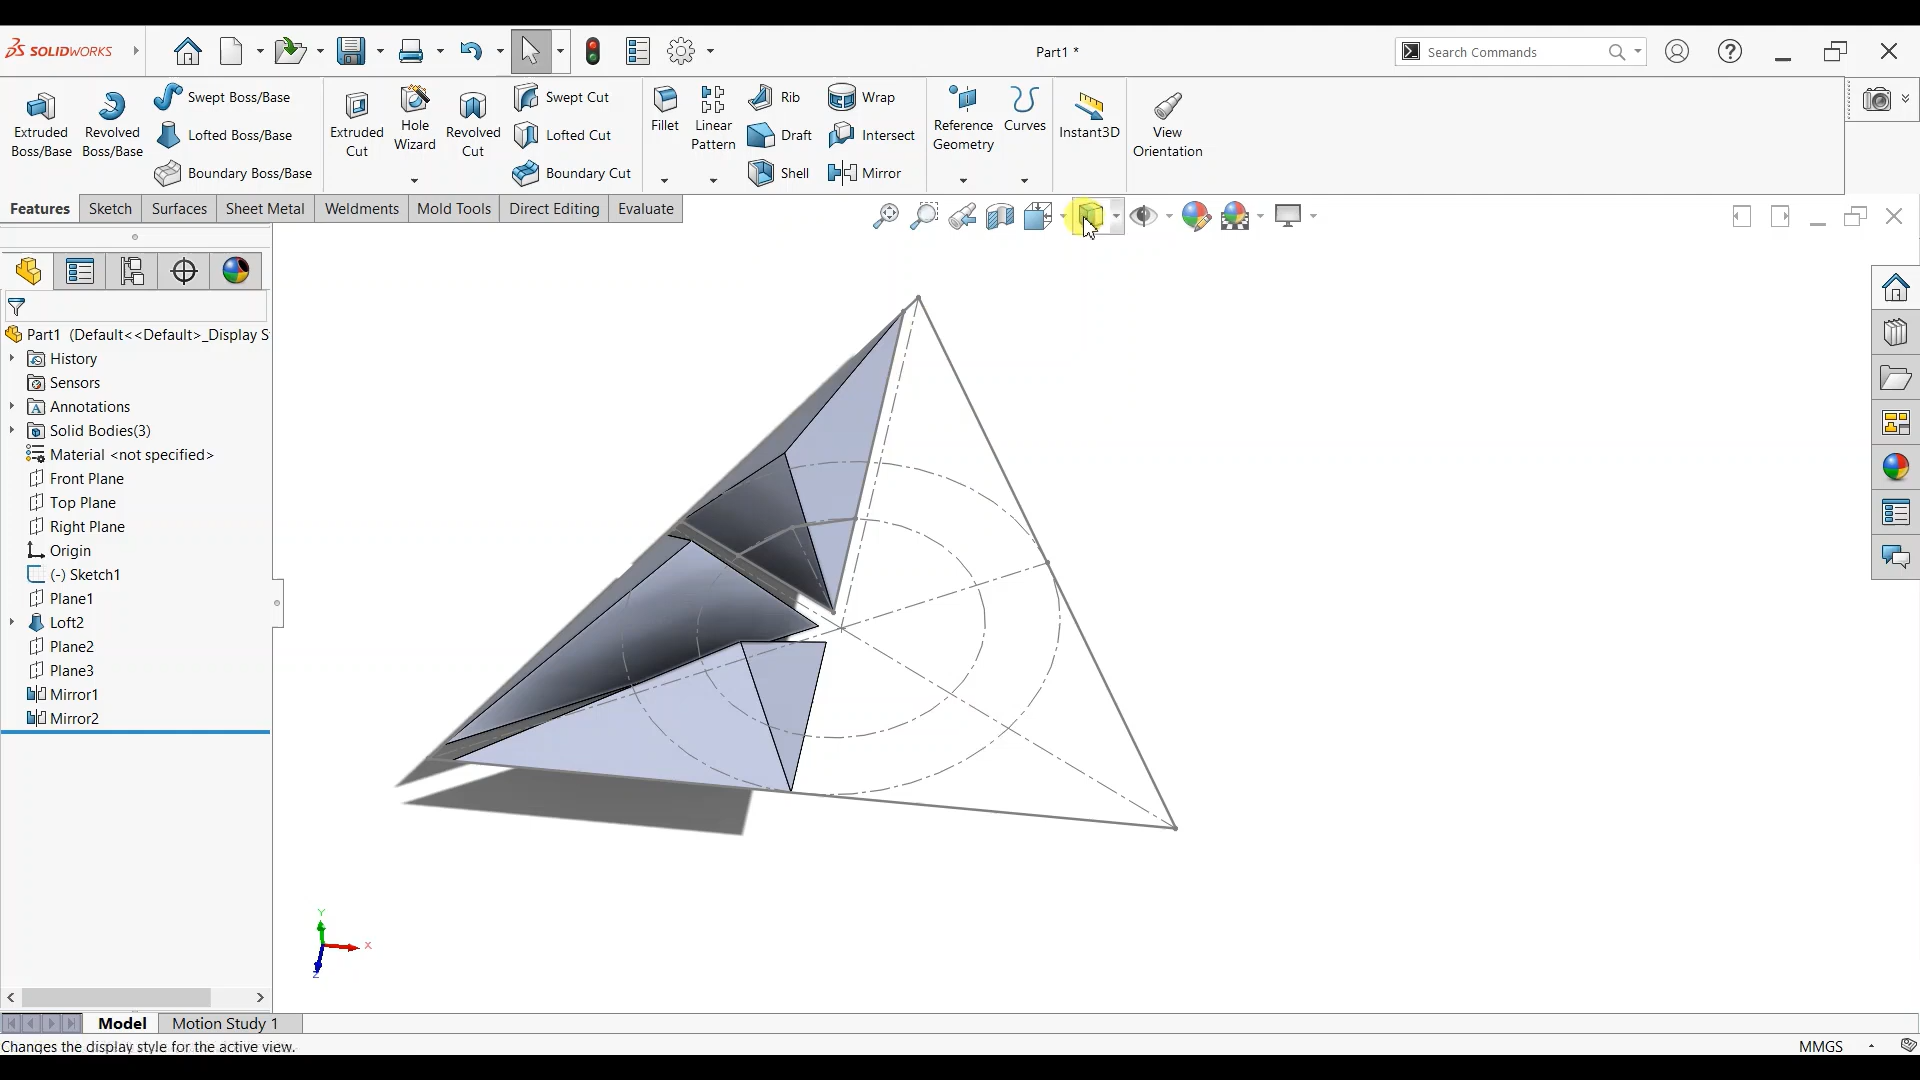 SOLIDWORKS
Part1 *
Search Commands
Extruded
Boss/Base
Revolved
Boss/Base
Swept Boss/Base
Lofted Boss/Base
Boundary Boss/Base
Extruded
Cut
Hole
Wizard
Revolved
Cut
Swept Cut
Lofted Cut
Boundary Cut
Fillet
Linear
Pattern
Rib
Draft
Shell
Wrap
Intersect
Mirror
Reference
Geometry
Curves
Instant3D
View
Orientation
Features
Sketch
Surfaces
Sheet Metal
Weldments
Mold Tools
Direct Editing
Evaluate
Part1 (Default<<Default>_Display S
History
Sensors
Annotations
Solid Bodies(3)
Material <not specified>
Front Plane
Top Plane
Right Plane
Origin
(-) Sketch1
Plane1
Loft2
Plane2
Plane3
Mirror1
Mirror2
Y
X
Z
Model
Motion Study 1
Changes the display style for the active view.
MMGS